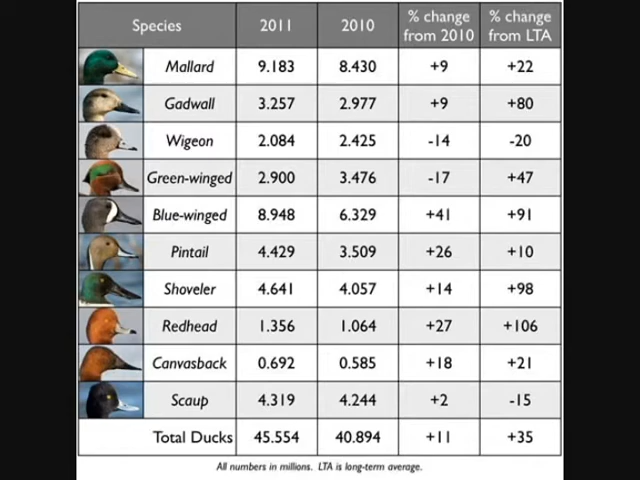 Species 2011 2010 % change from 2010 % change from LTA
Mallard 9.183 8.430 +9 +22
Gadwall 3.257 2.977 +9 +80
Wigeon 2.084 2.425 -14 -20
Green-winged 2.900 3.476 -17 +47
Blue-winged 8.948 6.329 +41 +91
Pintail 4.429 3.509 +26 +10
Shoveler 4.641 4.057 +14 +98
Redhead 1.356 1.064 +27 +106
Canvasback 0.692 0.585 +18 +21
Scaup 4.319 4.244 +2 -15
Total Ducks 45.554 40.894 +11 +35
All numbers in millions. LTA is long-term average.